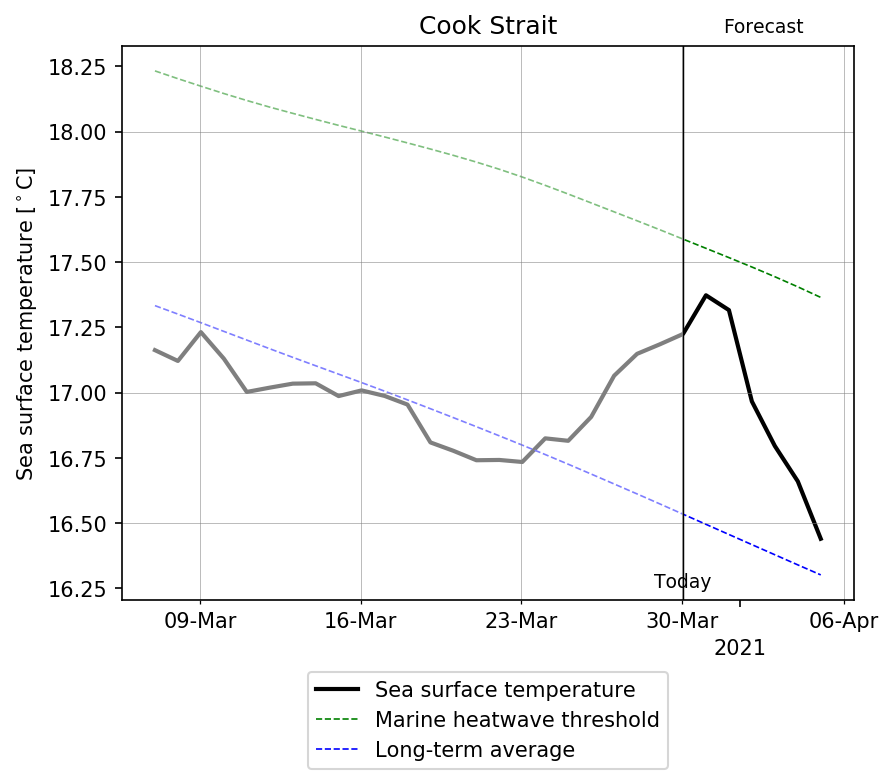 Cook Strait
Forecast
Sea surface temperature [°C]
18.25
18.00
17.75
17.50
17.25
17.00
16.75
16.50
16.25
Today
09-Mar 16-Mar 23-Mar 30-Mar 06-Apr
2021
Sea surface temperature
Marine heatwave threshold
Long-term average